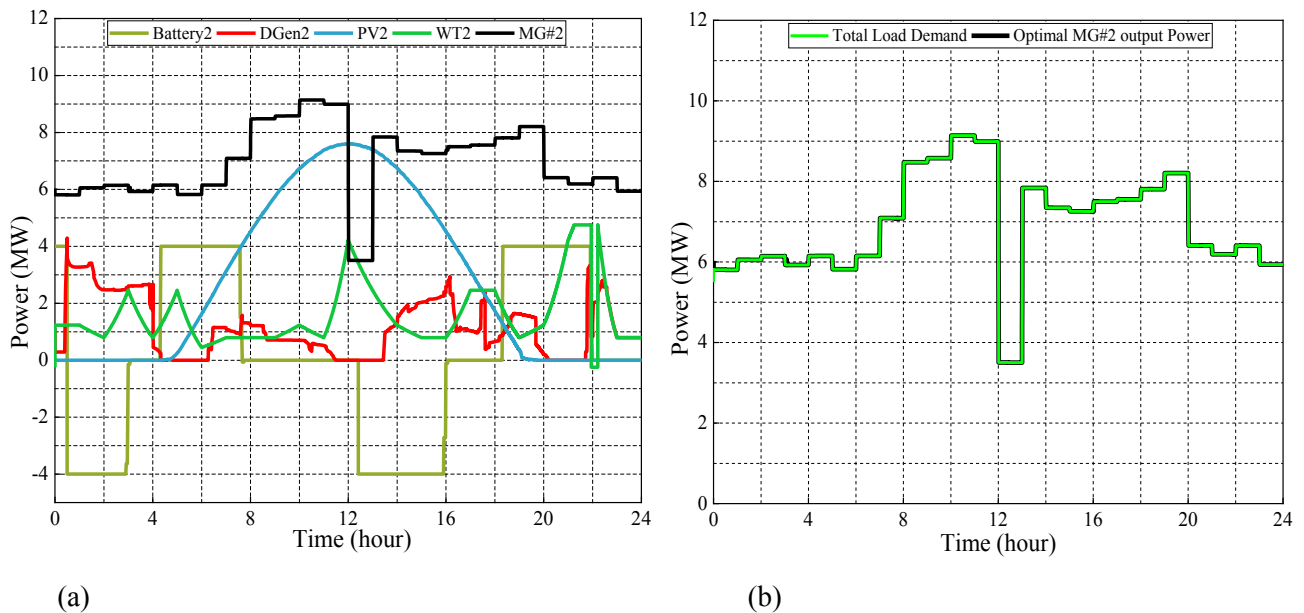 12
10
8
6
4
2
0
-2
-4
Power (MW)
Battery2 DGen2 PV2 WT2 MG#2
0 4 8 12 16 20 24
Time (hour)
(a)
12
10
8
6
4
2
0
Power (MW)
Total Load Demand Optimal MG#2 output Power
0 4 8 12 16 20 24
Time (hour)
(b)